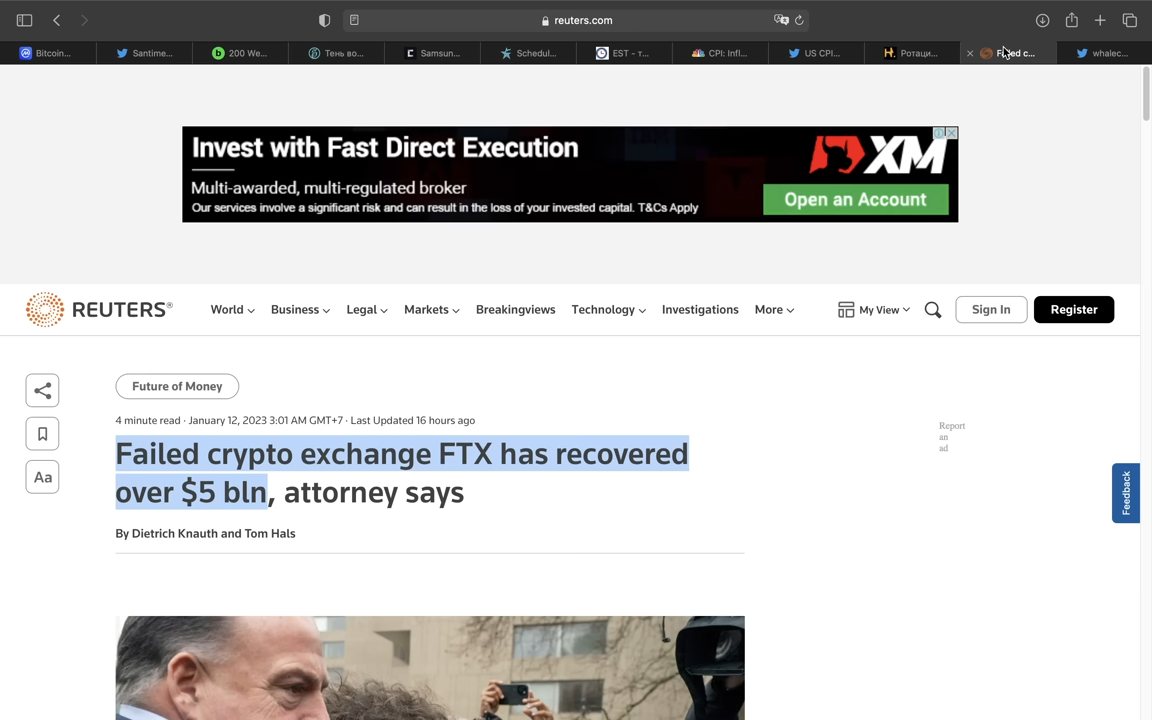 reuters.com
Bitcoin...
Santime...
200 We...
Тень во...
Samsun...
Schedul...
EST - т...
CPI: Infl...
US CPI...
Ротаци...
Failed c...
whalec...
Invest with Fast Direct Execution
Multi-awarded, multi-regulated broker
Our services involve a significant risk and can result in the loss of your invested capital. T&Cs Apply
XM
Open an Account
REUTERS®
World
Business
Legal
Markets
Breakingviews
Technology
Investigations
More
My View
Sign In
Register
Future of Money
4 minute read · January 12, 2023 3:01 AM GMT+7 · Last Updated 16 hours ago
Failed crypto exchange FTX has recovered
over $5 bln, attorney says
By Dietrich Knauth and Tom Hals
Aa
Report
an
ad
Feedback